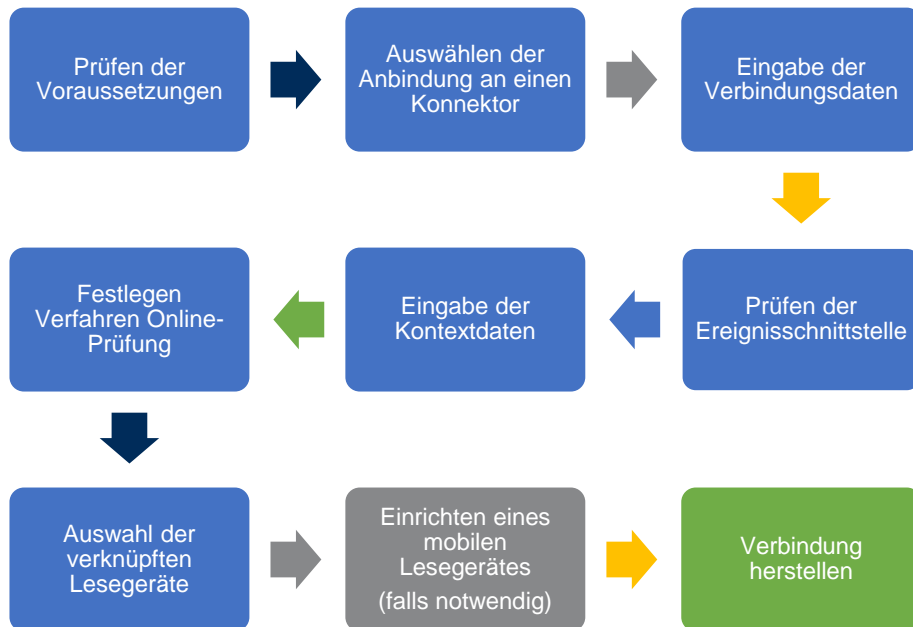 Prüfen der
Voraussetzungen
Auswählen der
Anbindung an einen
Konnektor
Eingabe der
Verbindungsdaten
Prüfen der
Ereignisschnittstelle
Eingabe der
Kontextdaten
Festlegen
Verfahren Online-
Prüfung
Auswahl der
verknüpften
Lesegeräte
Einrichten eines
mobilen
Lesegerätes
(falls notwendig)
Verbindung
herstellen